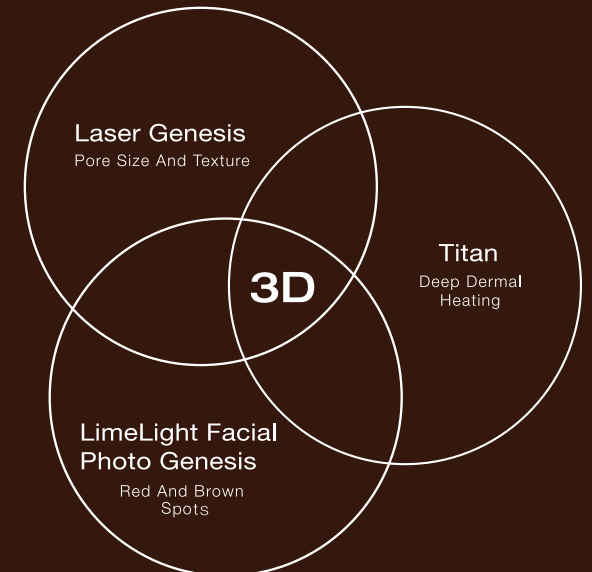 Laser Genesis
Pore Size And Texture
Titan
Deep Dermal
Heating
3D
LimeLight Facial
Photo Genesis
Red And Brown
Spots